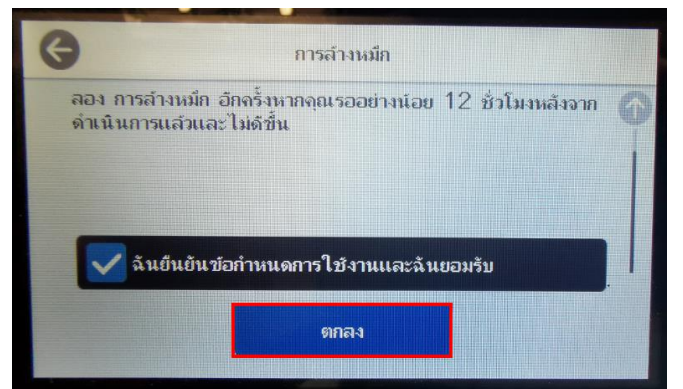 การล้างหมึก
ลอง การล้างหมึก อีกครั้งหากคุณรออย่างน้อย 12 ชั่วโมงหลังจาก
ดำเนินการแล้วและไม่ดีขึ้น
ฉันยืนยันข้อกำหนดการใช้งานและฉันยอมรับ
ตกลง